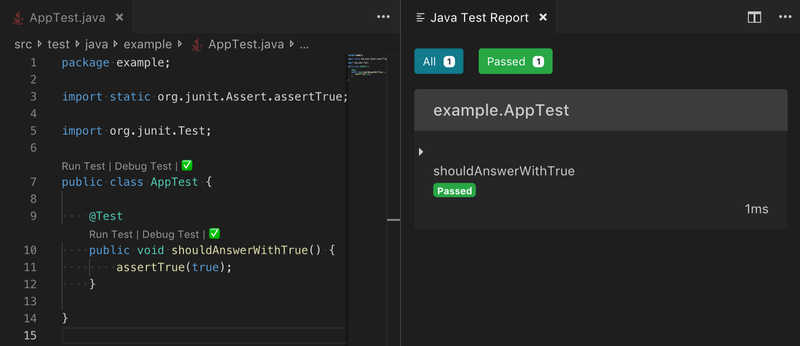 AppTest.java
src test java example AppTest.java ...
1 package example;
2
3 import static org.junit.Assert.assertTrue;
4
5 import org.junit.Test;
6
Run Test | Debug Test |
7 public class AppTest {
8
9 @Test
Run Test | Debug Test |
10 public void shouldAnswerWithTrue() {
11 assertTrue(true);
12 }
13
14 }
15
Java Test Report
All 1 Passed 1
example.AppTest
shouldAnswerWithTrue
Passed
1ms